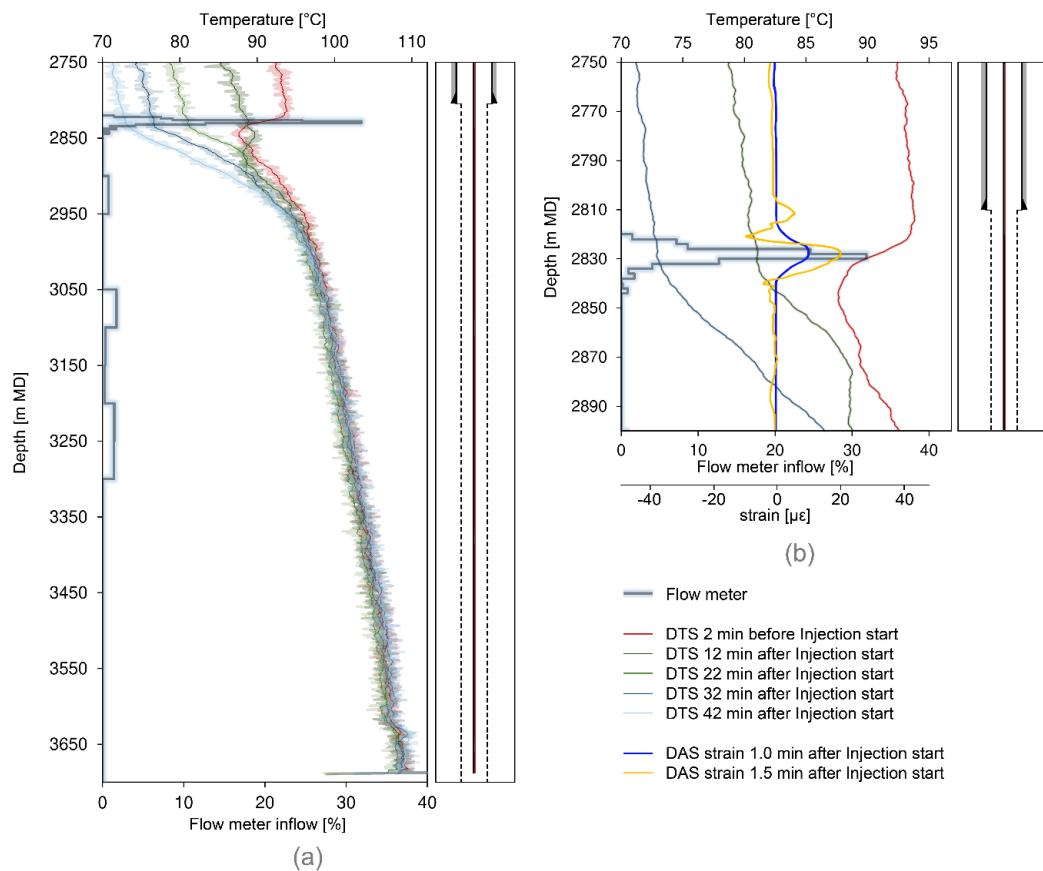 Temperature [°C]
70 80 90 100 110
2750
2850
2950
3050
3150
3250
3350
3450
3550
3650
Depth [m MD]
0 10 20 30 40
Flow meter inflow [%]
(a)
Temperature [°C]
70 75 80 85 90 95
2750
2770
2790
2810
2830
2850
2870
2890
Depth [m MD]
0 10 20 30 40
Flow meter inflow [%]
-40 -20 0 20 40
strain [µε]
(b)
Flow meter
DTS 2 min before Injection start
DTS 12 min after Injection start
DTS 22 min after Injection start
DTS 32 min after Injection start
DTS 42 min after Injection start
DAS strain 1.0 min after Injection start
DAS strain 1.5 min after Injection start